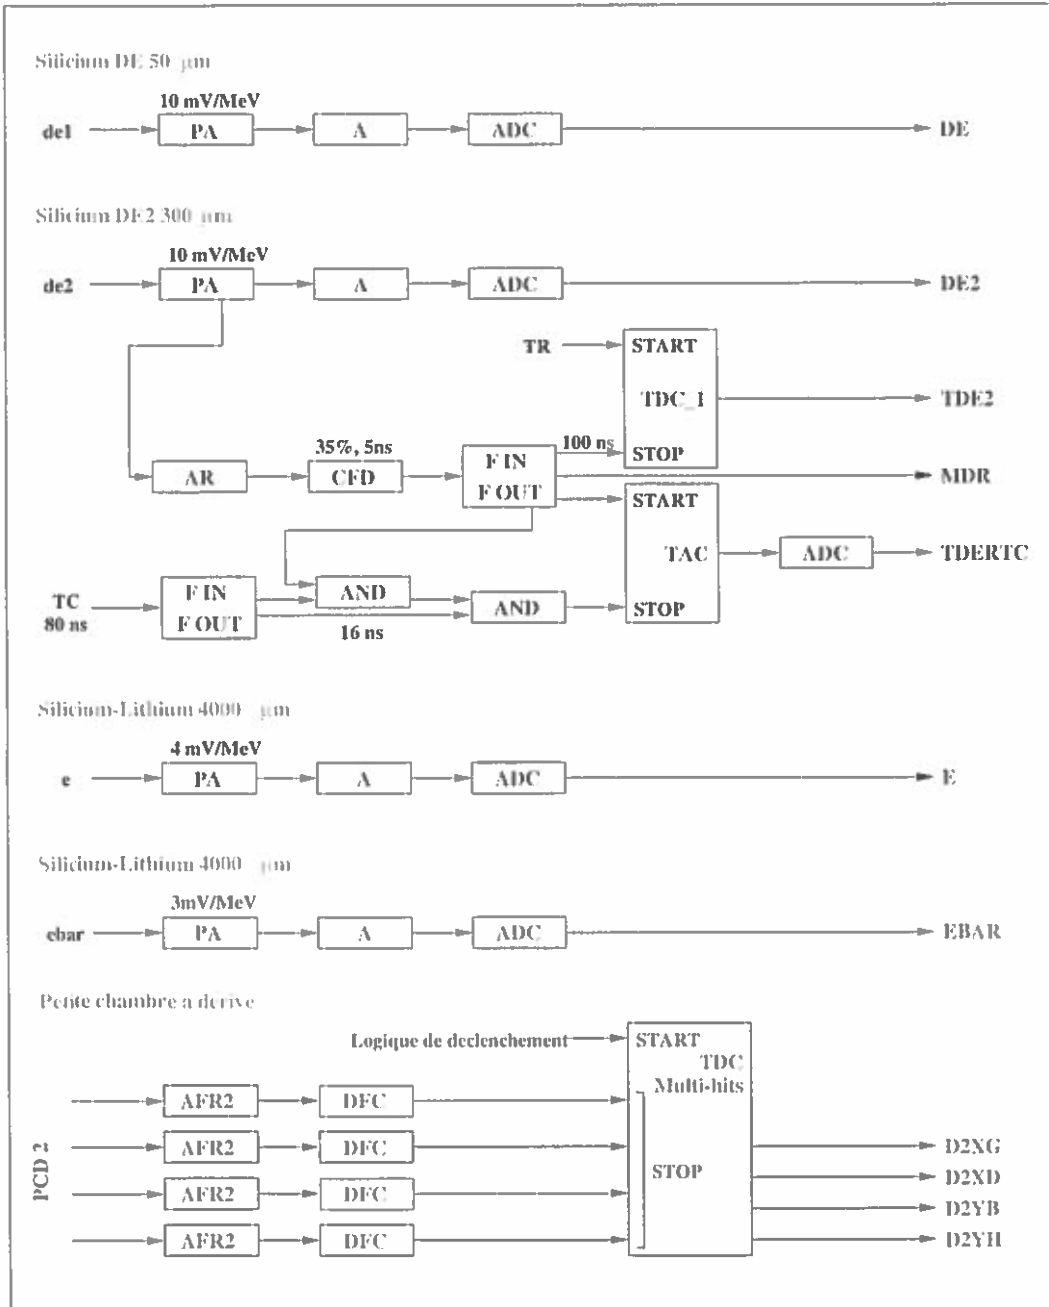 Silicium DE 50 µm
10 mV/MeV
de1 PA A ADC DE
Silicium DE2 300 µm
10 mV/MeV
de2 PA A ADC DE2
TR START
TDC_1 TDE2
35%, 5ns 100 ns STOP
AR CFD F IN MDR
F OUT START
TAC ADC TDERTC
TC F IN AND AND STOP
80 ns F OUT 16 ns
Silicium-Lithium 4000 µm
4 mV/MeV
e PA A ADC E
Silicium-Lithium 4000 µm
3mV/MeV
ebar PA A ADC EBAR
Petite chambre a dérive
Logique de declenchement START
TDC
Multi-hits
AFR2 DFC
PCD 2 AFR2 DFC D2XG
STOP D2XD
AFR2 DFC D2YB
AFR2 DFC D2YH